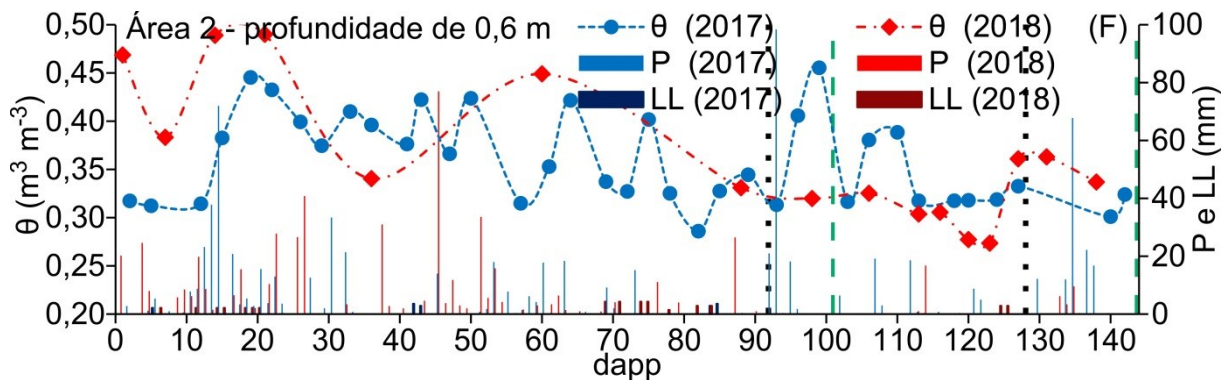 Área 2 - profundidade de 0,6 m
θ (2017) θ (2018) (F)
P (2017) P (2018)
LL (2017) LL (2018)
θ (m³ m⁻³)
0,50
0,45
0,40
0,35
0,30
0,25
0,20
P e LL (mm)
100
80
60
40
20
0
0 10 20 30 40 50 60 70 80 90 100 110 120 130 140
dapp